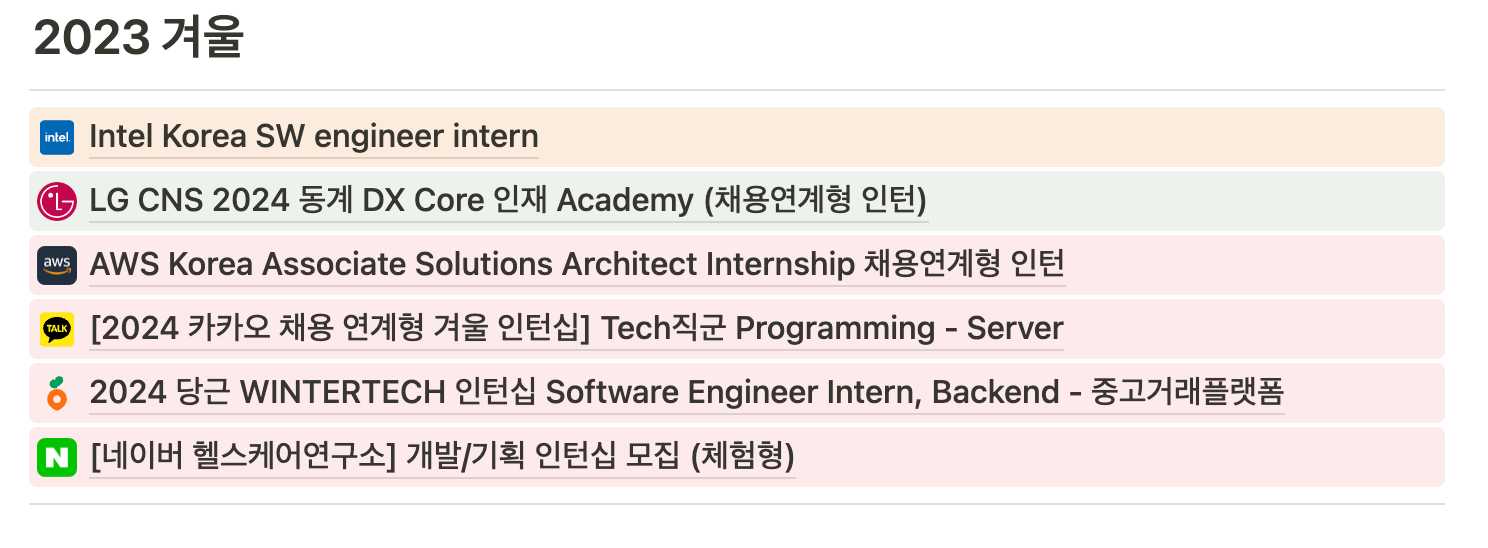 2023 겨울
intel. Intel Korea SW engineer intern
LG LG CNS 2024 동계 DX Core 인재 Academy (채용연계형 인턴)
aws AWS Korea Associate Solutions Architect Internship 채용연계형 인턴
TALK [2024 카카오 채용 연계형 겨울 인턴십] Tech직군 Programming - Server
2024 당근 WINTERTECH 인턴십 Software Engineer Intern, Backend - 중고거래플랫폼
N [네이버 헬스케어연구소] 개발/기획 인턴십 모집 (체험형)